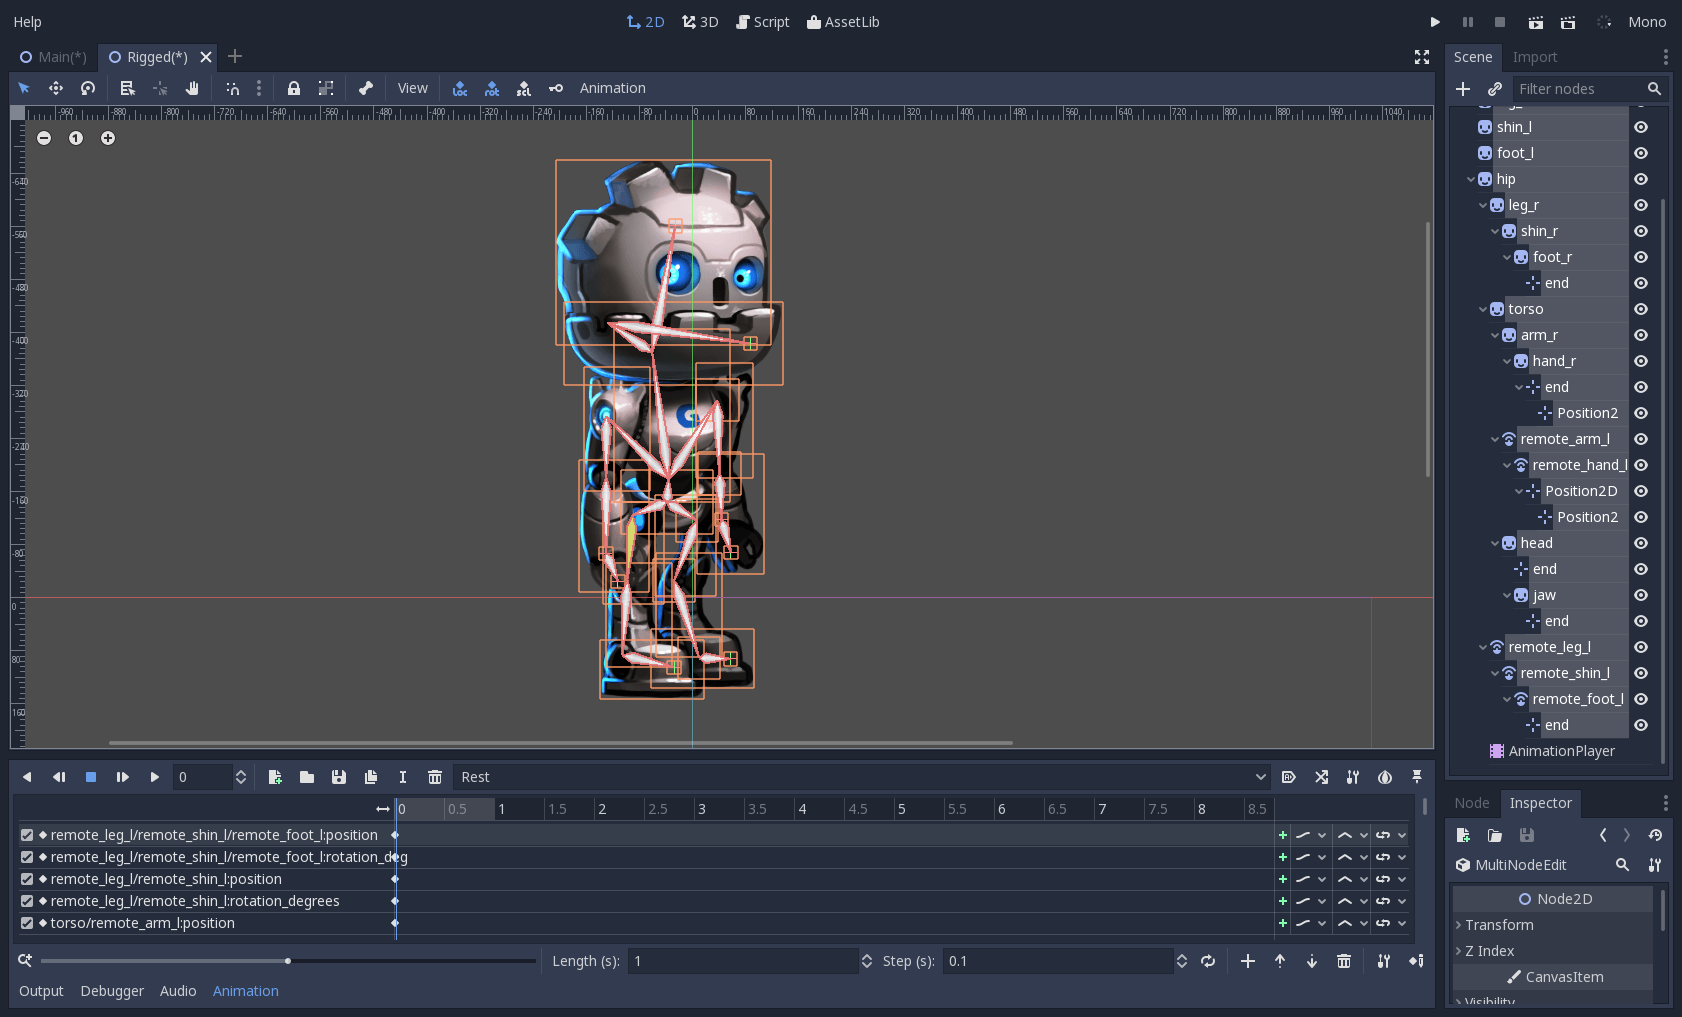 Help 2D 3D Script AssetLib Mono
Main(*) Rigged(*) Scene Import
View Animation Filter nodes
-960 -880 -800 -720 -640 -560 -480 -400 -320 -240 -160 -80 0 80 160 240 320 400 480 560 640 720 800 880 960 1040
1
-640
-560
-480
-400
-320
-240
-160
-80
0
80
160
G
shin_l
foot_l
hip
leg_r
shin_r
foot_r
end
torso
arm_r
hand_r
end
Position2
remote_arm_l
remote_hand_l
Position2D
Position2
head
end
jaw
end
remote_leg_l
remote_shin_l
remote_foot_l
end
AnimationPlayer
0 Rest
0 0.5 1 1.5 2 2.5 3 3.5 4 4.5 5 5.5 6 6.5 7 7.5 8 8.5
remote_leg_l/remote_shin_l/remote_foot_l:position
remote_leg_l/remote_shin_l/remote_foot_l:rotation_deg
remote_leg_l/remote_shin_l:position
remote_leg_l/remote_shin_l:rotation_degrees
torso/remote_arm_l:position
Length (s): 1 Step (s): 0.1
Output Debugger Audio Animation
Node Inspector
MultiNodeEdit
Node2D
Transform
Z Index
CanvasItem
Visibility